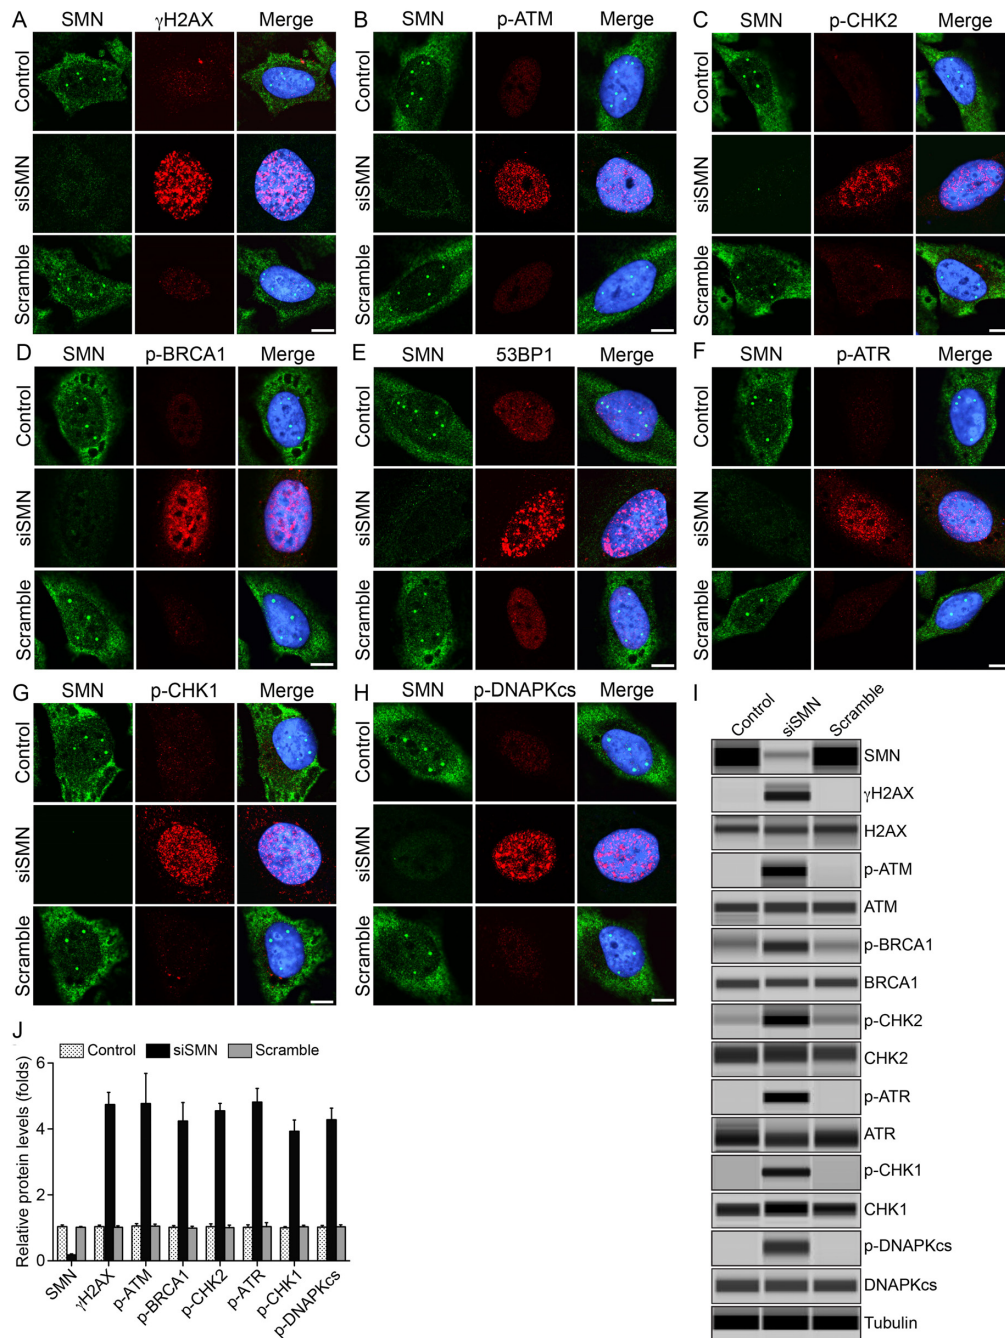 A
SMN γH2AX Merge
Control
siSMN
Scramble
B
SMN p-ATM Merge
Control
siSMN
Scramble
C
SMN p-CHK2 Merge
Control
siSMN
Scramble
D
SMN p-BRCA1 Merge
Control
siSMN
Scramble
E
SMN 53BP1 Merge
Control
siSMN
Scramble
F
SMN p-ATR Merge
Control
siSMN
Scramble
G
SMN p-CHK1 Merge
Control
siSMN
Scramble
H
SMN p-DNAPKcs Merge
Control
siSMN
Scramble
I
Control siSMN Scramble
SMN
γH2AX
H2AX
p-ATM
ATM
p-BRCA1
BRCA1
p-CHK2
CHK2
p-ATR
ATR
p-CHK1
CHK1
p-DNAPKcs
DNAPKcs
Tubulin
J
Control siSMN Scramble
Relative protein levels (folds)
6
4
2
0
SMN γH2AX p-ATM p-BRCA1 p-CHK2 p-ATR p-CHK1 p-DNAPKcs